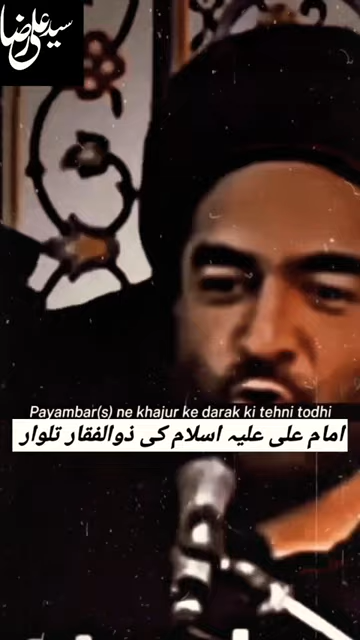 سید علی رضا
Payambar(s) ne khajur ke darak ki tehni todhi
امام علی علیہ اسلام کی ذوالفقار تلوار